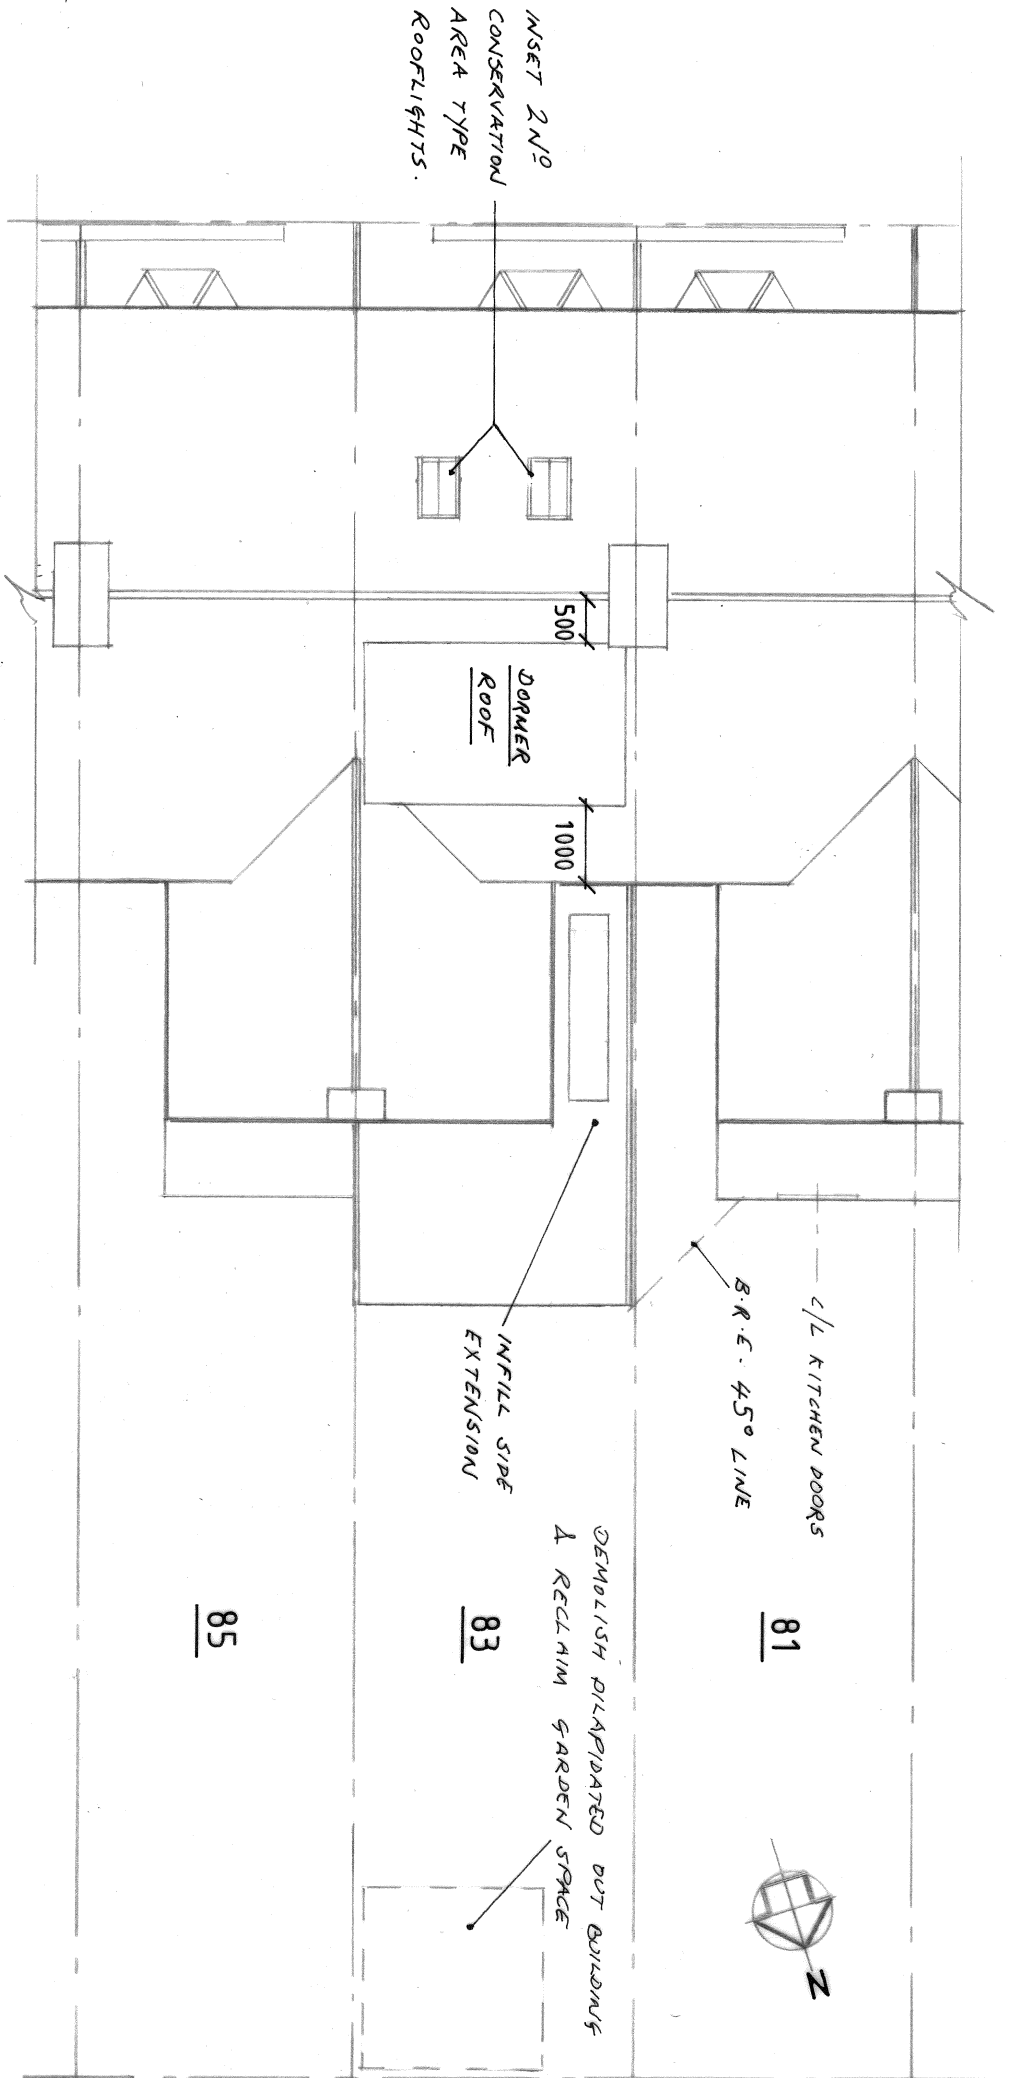 INSET 2Nº
CONSERVATION
AREA TYPE
ROOFLIGHTS.
500
DORMER
ROOF
1000
C/L KITCHEN DOORS
B.R.E. 45° LINE
INFILL SIDE
EXTENSION
DEMOLISH DILAPIDATED OUT BUILDING
& RECLAIM GARDEN SPACE
81
83
85
N